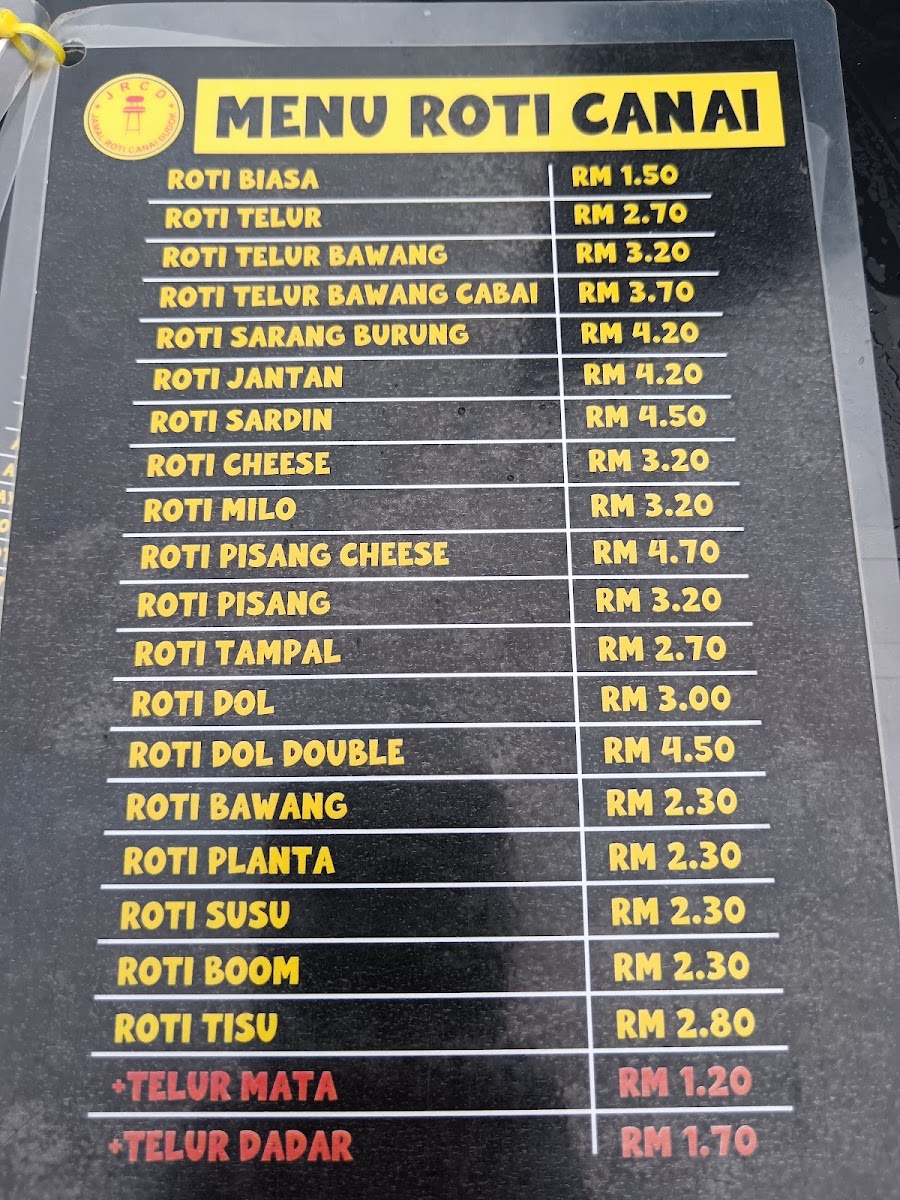 J R C D
JABAL ROTI CANAI DUDOK
MENU ROTI CANAI
ROTI BIASA RM 1.50
ROTI TELUR RM 2.70
ROTI TELUR BAWANG RM 3.20
ROTI TELUR BAWANG CABAI RM 3.70
ROTI SARANG BURUNG RM 4.20
ROTI JANTAN RM 4.20
ROTI SARDIN RM 4.50
ROTI CHEESE RM 3.20
ROTI MILO RM 3.20
ROTI PISANG CHEESE RM 4.70
ROTI PISANG RM 3.20
ROTI TAMPAL RM 2.70
ROTI DOL RM 3.00
ROTI DOL DOUBLE RM 4.50
ROTI BAWANG RM 2.30
ROTI PLANTA RM 2.30
ROTI SUSU RM 2.30
ROTI BOOM RM 2.30
ROTI TISU RM 2.80
+TELUR MATA RM 1.20
+TELUR DADAR RM 1.70